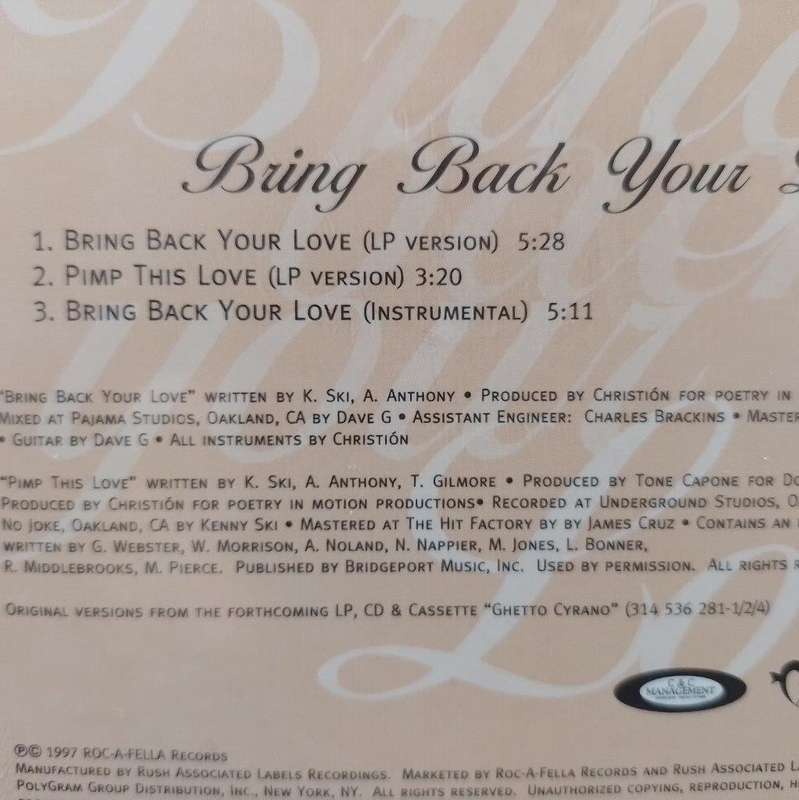 Bring Back Your
1. BRING BACK YOUR LOVE (LP VERSION) 5:28
2. PIMP THIS LOVE (LP VERSION) 3:20
3. BRING BACK YOUR LOVE (INSTRUMENTAL) 5:11
"BRING BACK YOUR LOVE" WRITTEN BY K. SKI, A. ANTHONY • PRODUCED BY CHRISTIÓN FOR POETRY IN
MIXED AT PAJAMA STUDIOS, OAKLAND, CA BY DAVE G • ASSISTANT ENGINEER: CHARLES BRACKINS • MASTER
• GUITAR BY DAVE G • ALL INSTRUMENTS BY CHRISTIÓN
"PIMP THIS LOVE" WRITTEN BY K. SKI, A. ANTHONY, T. GILMORE • PRODUCED BY TONE CAPONE FOR DO
PRODUCED BY CHRISTIÓN FOR POETRY IN MOTION PRODUCTIONS• RECORDED AT UNDERGROUND STUDIOS, O
NO JOKE, OAKLAND, CA BY KENNY SKI • MASTERED AT THE HIT FACTORY BY BY JAMES CRUZ • CONTAINS AN
WRITTEN BY G. WEBSTER, W. MORRISON, A. NOLAND, N. NAPPIER, M. JONES, L. BONNER,
R. MIDDLEBROOKS, M. PIERCE. PUBLISHED BY BRIDGEPORT MUSIC, INC. USED BY PERMISSION. ALL RIGHTS
ORIGINAL VERSIONS FROM THE FORTHCOMING LP, CD & CASSETTE "GHETTO CYRANO" (314 536 281-1/2/4)
C & C
MANAGEMENT
℗© 1997 ROC-A-FELLA RECORDS
MANUFACTURED BY RUSH ASSOCIATED LABELS RECORDINGS. MARKETED BY ROC-A-FELLA RECORDS AND RUSH ASSOCIATED
POLYGRAM GROUP DISTRIBUTION, INC., NEW YORK, NY. ALL RIGHTS RESERVED. UNAUTHORIZED COPYING, REPRODUCTION,